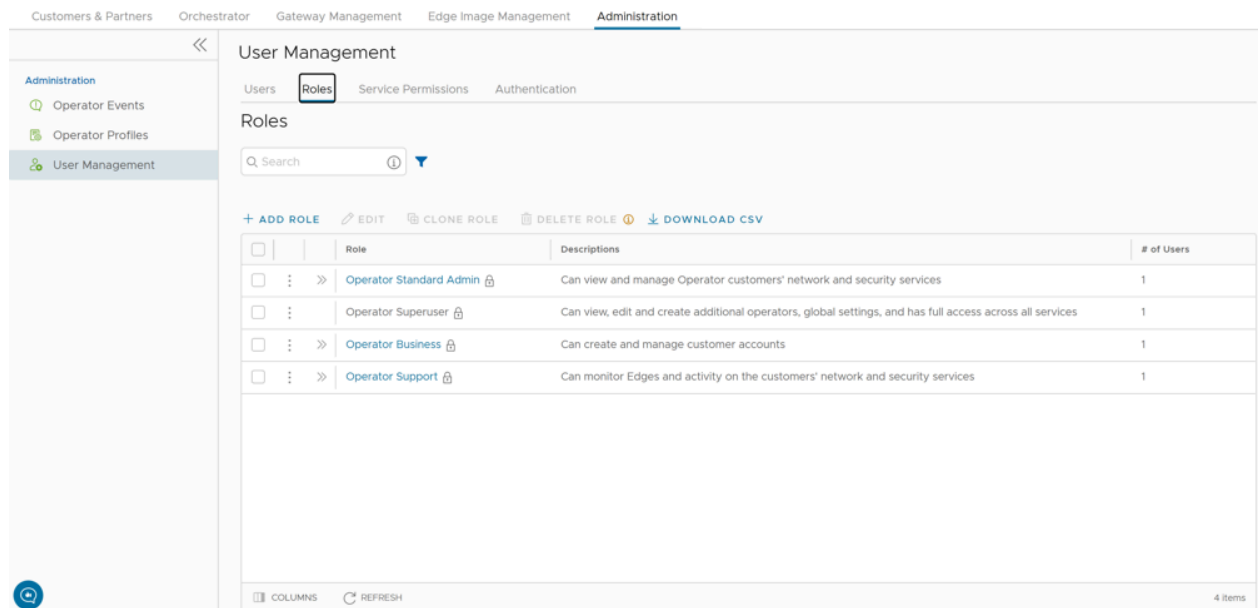 Customers & Partners Orchestrator Gateway Management Edge Image Management Administration
Administration
Operator Events
Operator Profiles
User Management
User Management
Users Roles Service Permissions Authentication
Roles
Search
+ ADD ROLE EDIT CLONE ROLE DELETE ROLE DOWNLOAD CSV
Role Descriptions # of Users
Operator Standard Admin Can view and manage Operator customers' network and security services 1
Operator Superuser Can view, edit and create additional operators, global settings, and has full access across all services 1
Operator Business Can create and manage customer accounts 1
Operator Support Can monitor Edges and activity on the customers' network and security services 1
COLUMNS REFRESH 4 items